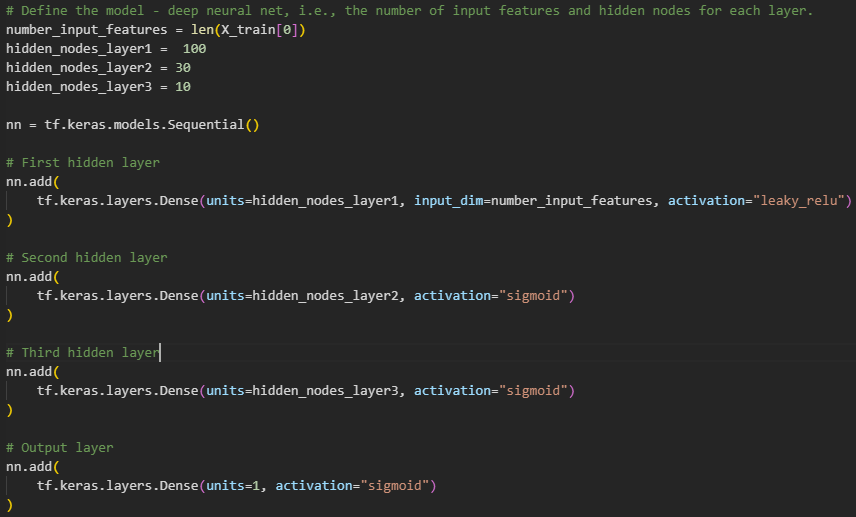 # Define the model - deep neural net, i.e., the number of input features and hidden nodes for each layer.
number_input_features = len(X_train[0])
hidden_nodes_layer1 =  100
hidden_nodes_layer2 = 30
hidden_nodes_layer3 = 10

nn = tf.keras.models.Sequential()

# First hidden layer
nn.add(
    tf.keras.layers.Dense(units=hidden_nodes_layer1, input_dim=number_input_features, activation="leaky_relu")
)

# Second hidden layer
nn.add(
    tf.keras.layers.Dense(units=hidden_nodes_layer2, activation="sigmoid")
)

# Third hidden layer
nn.add(
    tf.keras.layers.Dense(units=hidden_nodes_layer3, activation="sigmoid")
)

# Output layer
nn.add(
    tf.keras.layers.Dense(units=1, activation="sigmoid")
)